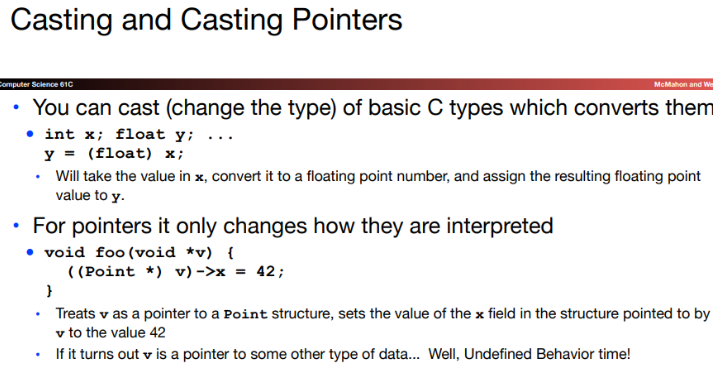 Casting and Casting Pointers
Computer Science 61C
McMahon and We
• You can cast (change the type) of basic C types which converts them
• int x; float y; ...
y = (float) x;
• Will take the value in x, convert it to a floating point number, and assign the resulting floating point
value to y.
• For pointers it only changes how they are interpreted
• void foo(void *v) {
((Point *) v)->x = 42;
}
• Treats v as a pointer to a Point structure, sets the value of the x field in the structure pointed to by
v to the value 42
• If it turns out v is a pointer to some other type of data... Well, Undefined Behavior time!